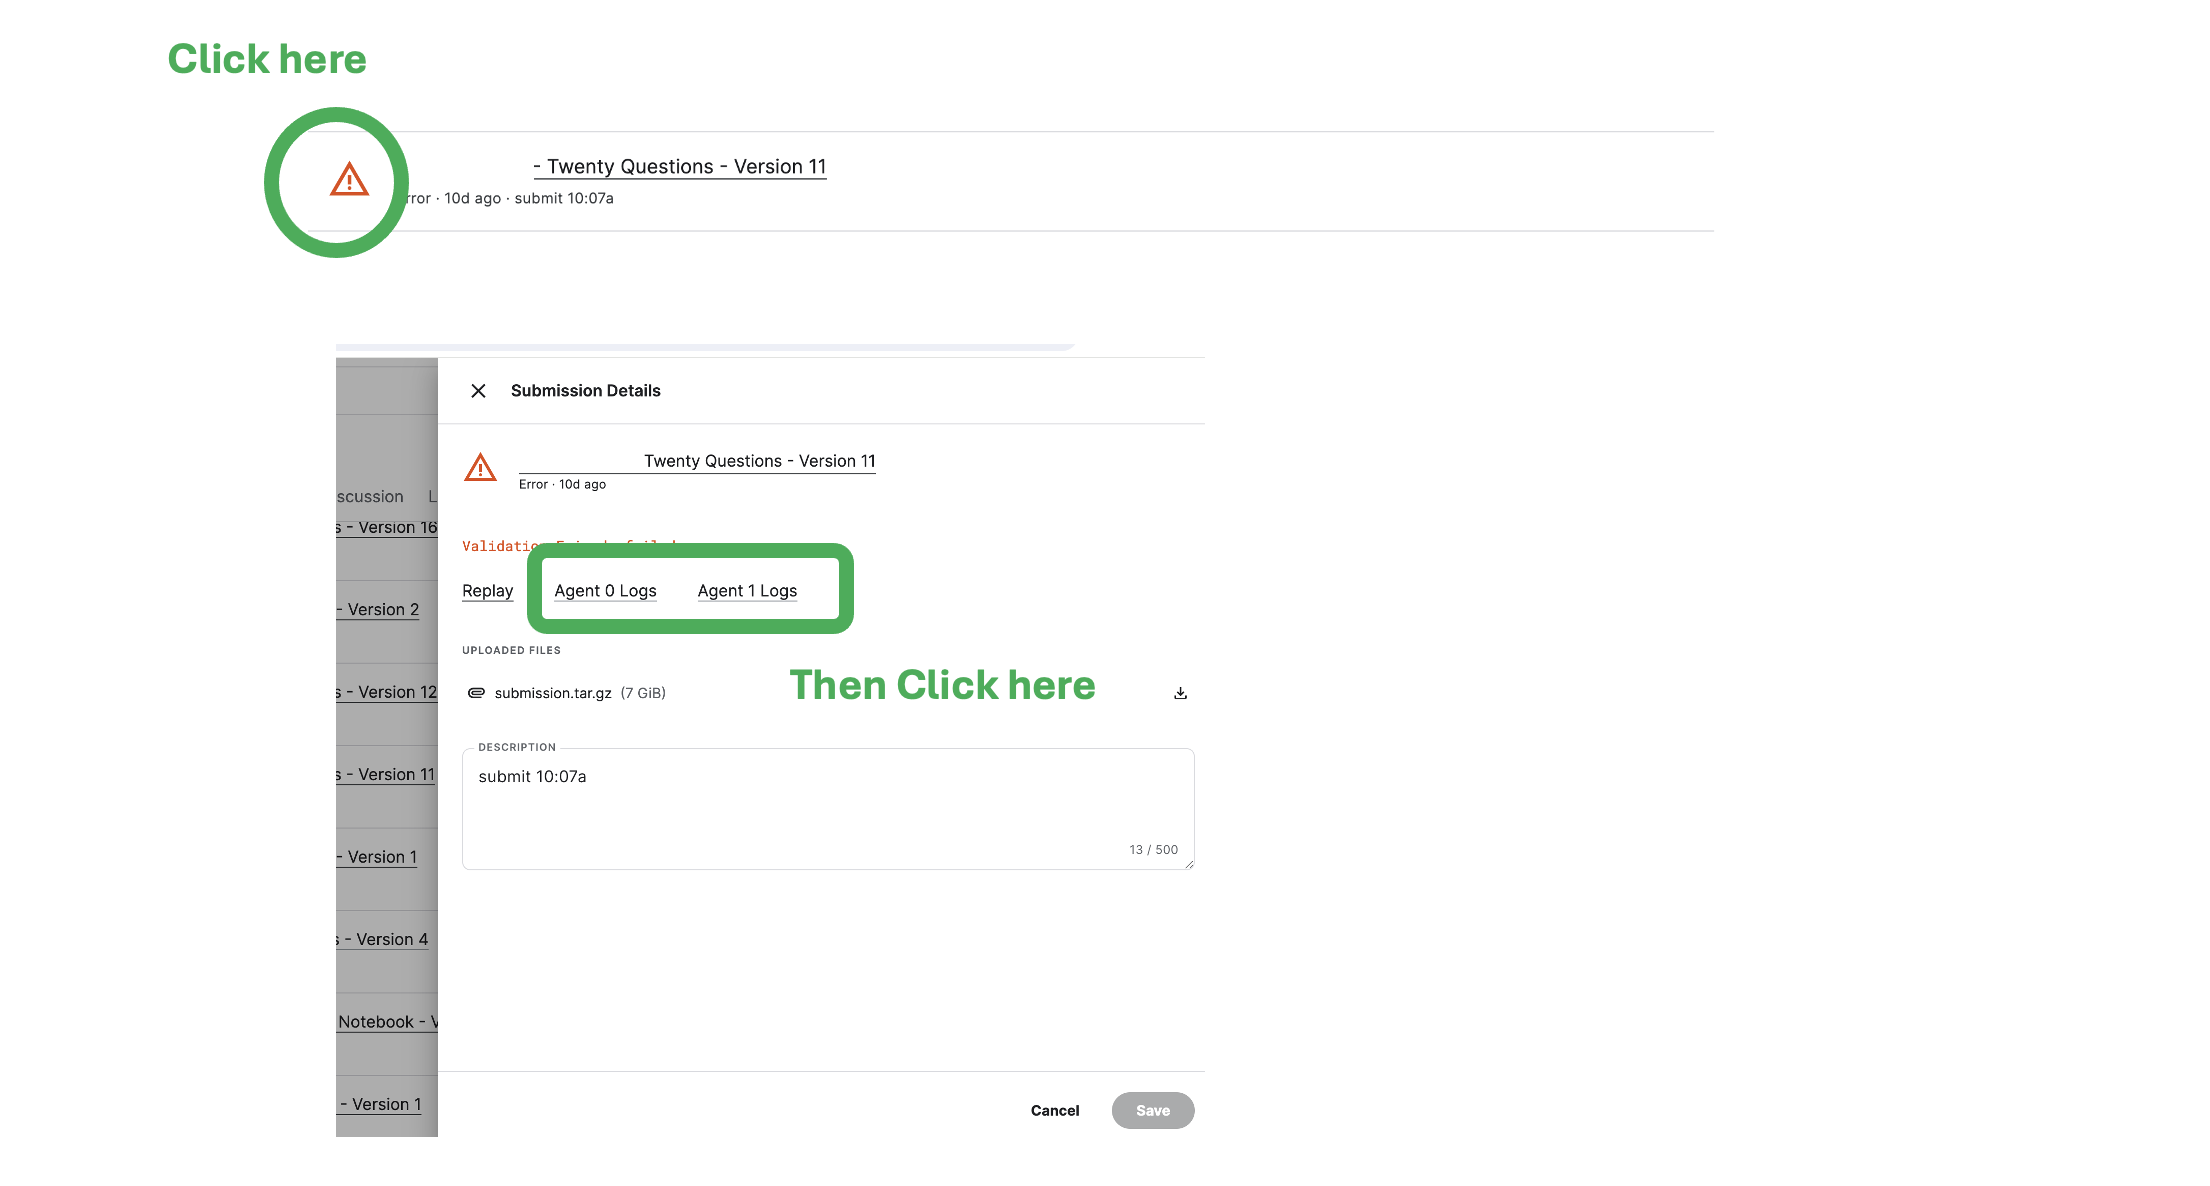 Click here
- Twenty Questions - Version 11
rror · 10d ago · submit 10:07a
Submission Details
Twenty Questions - Version 11
Error · 10d ago
Replay
Agent 0 Logs
Agent 1 Logs
UPLOADED FILES
submission.tar.gz (7 GiB)
Then Click here
DESCRIPTION
submit 10:07a
13 / 500
Cancel
Save
scussion L
s - Version 16
- Version 2
s - Version 12
s - Version 11
- Version 1
s - Version 4
Notebook - V
- Version 1